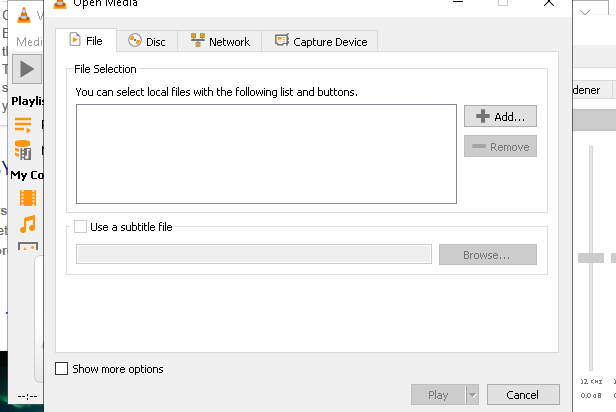 Open Media
File
Disc
Network
Capture Device
File Selection
You can select local files with the following list and buttons.
Add...
Remove
Use a subtitle file
Browse...
Show more options
Play
Cancel
Medi
Playlis
My Co
--:--
dener
12 KHz
0.0 dB